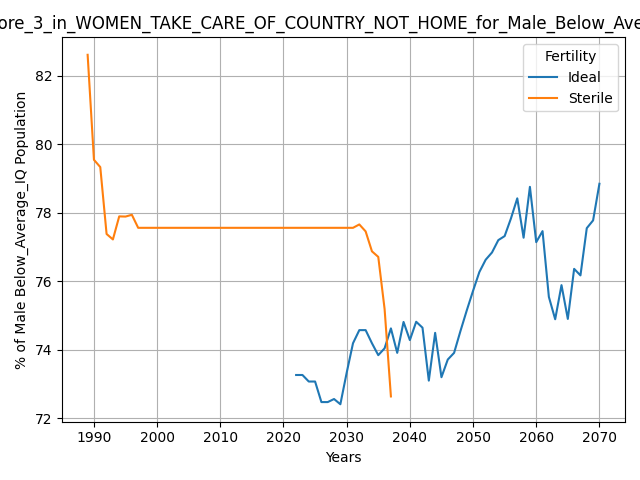 ore_3_in_WOMEN_TAKE_CARE_OF_COUNTRY_NOT_HOME_for_Male_Below_Ave
Fertility
Ideal
Sterile
% of Male Below_Average_IQ Population
82
80
78
76
74
72
1990 2000 2010 2020 2030 2040 2050 2060 2070
Years